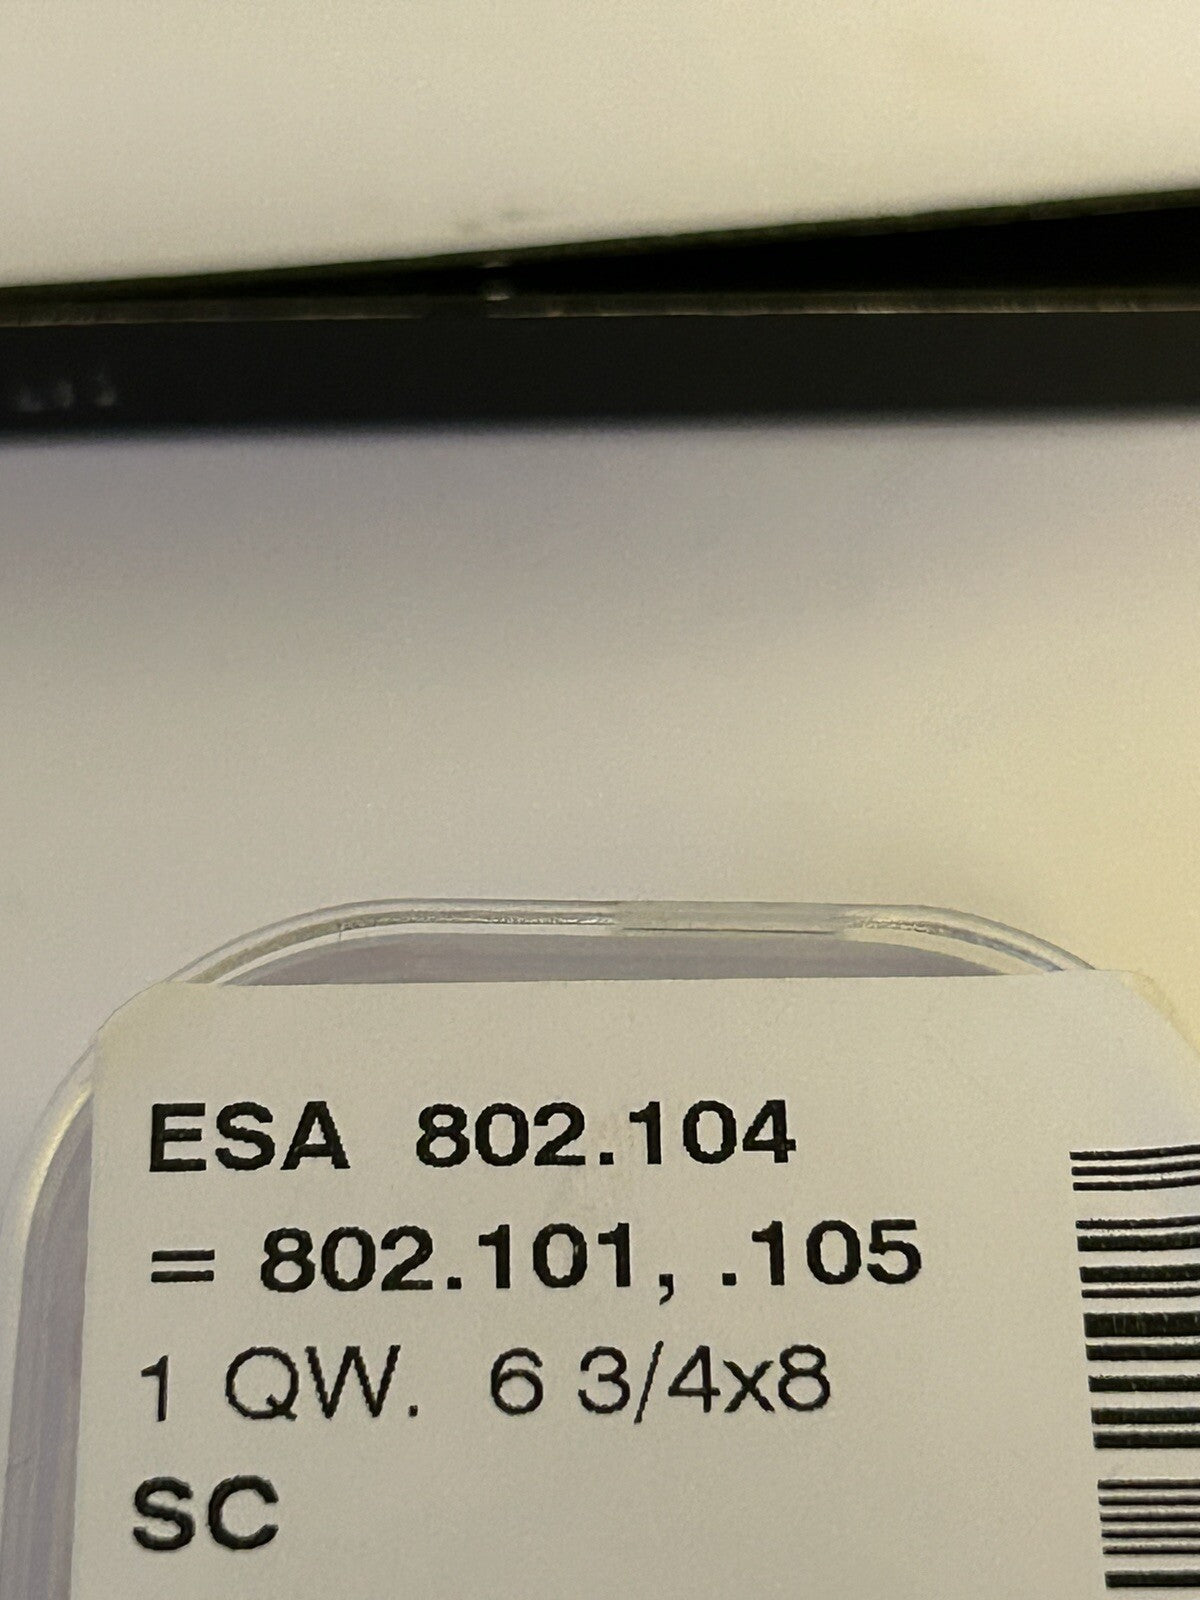 ESA 802.104
= 802.101, .105
1 QW. 6 3/4x8
SC